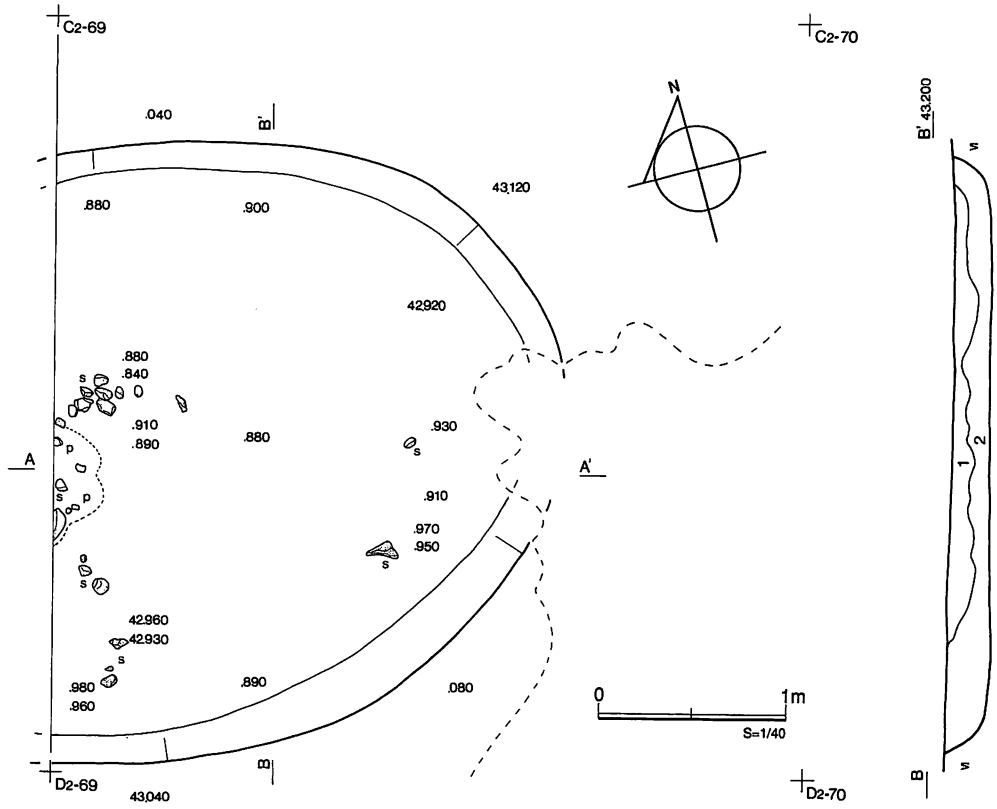 C2-69
C2-70
B' 43.200
VI
.040
B'
N
43.120
.880
.900
42.920
.880
.840
s
.910
.890
.880
.930
s
p
A
A'
s
p
.910
.970
.950
s
s
42.960
42.930
s
.980
.960
.890
.080
1
2
0
1m
S=1/40
B
D2-69
43.040
D2-70
B
VI